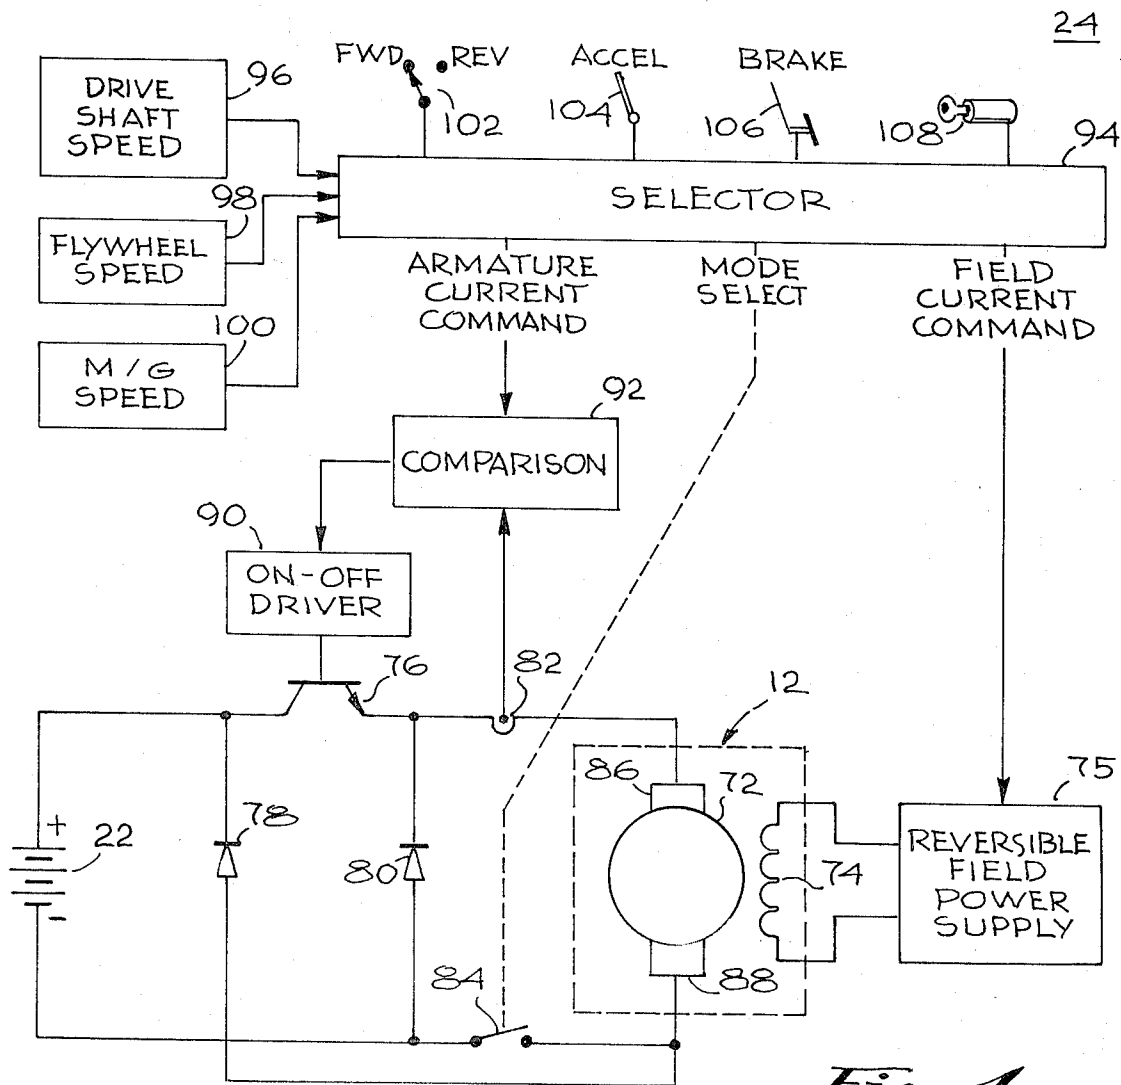 24
FWD
REV
ACCEL
BRAKE
DRIVE
SHAFT
SPEED
96
102
104
106
108
94
SELECTOR
98
FLYWHEEL
SPEED
ARMATURE
CURRENT
COMMAND
MODE
SELECT
FIELD
CURRENT
COMMAND
100
M/G
SPEED
92
COMPARISON
90
ON-OFF
DRIVER
76
82
12
86
72
75
+
22
-
78
80
74
REVERSIBLE
FIELD
POWER
SUPPLY
84
88